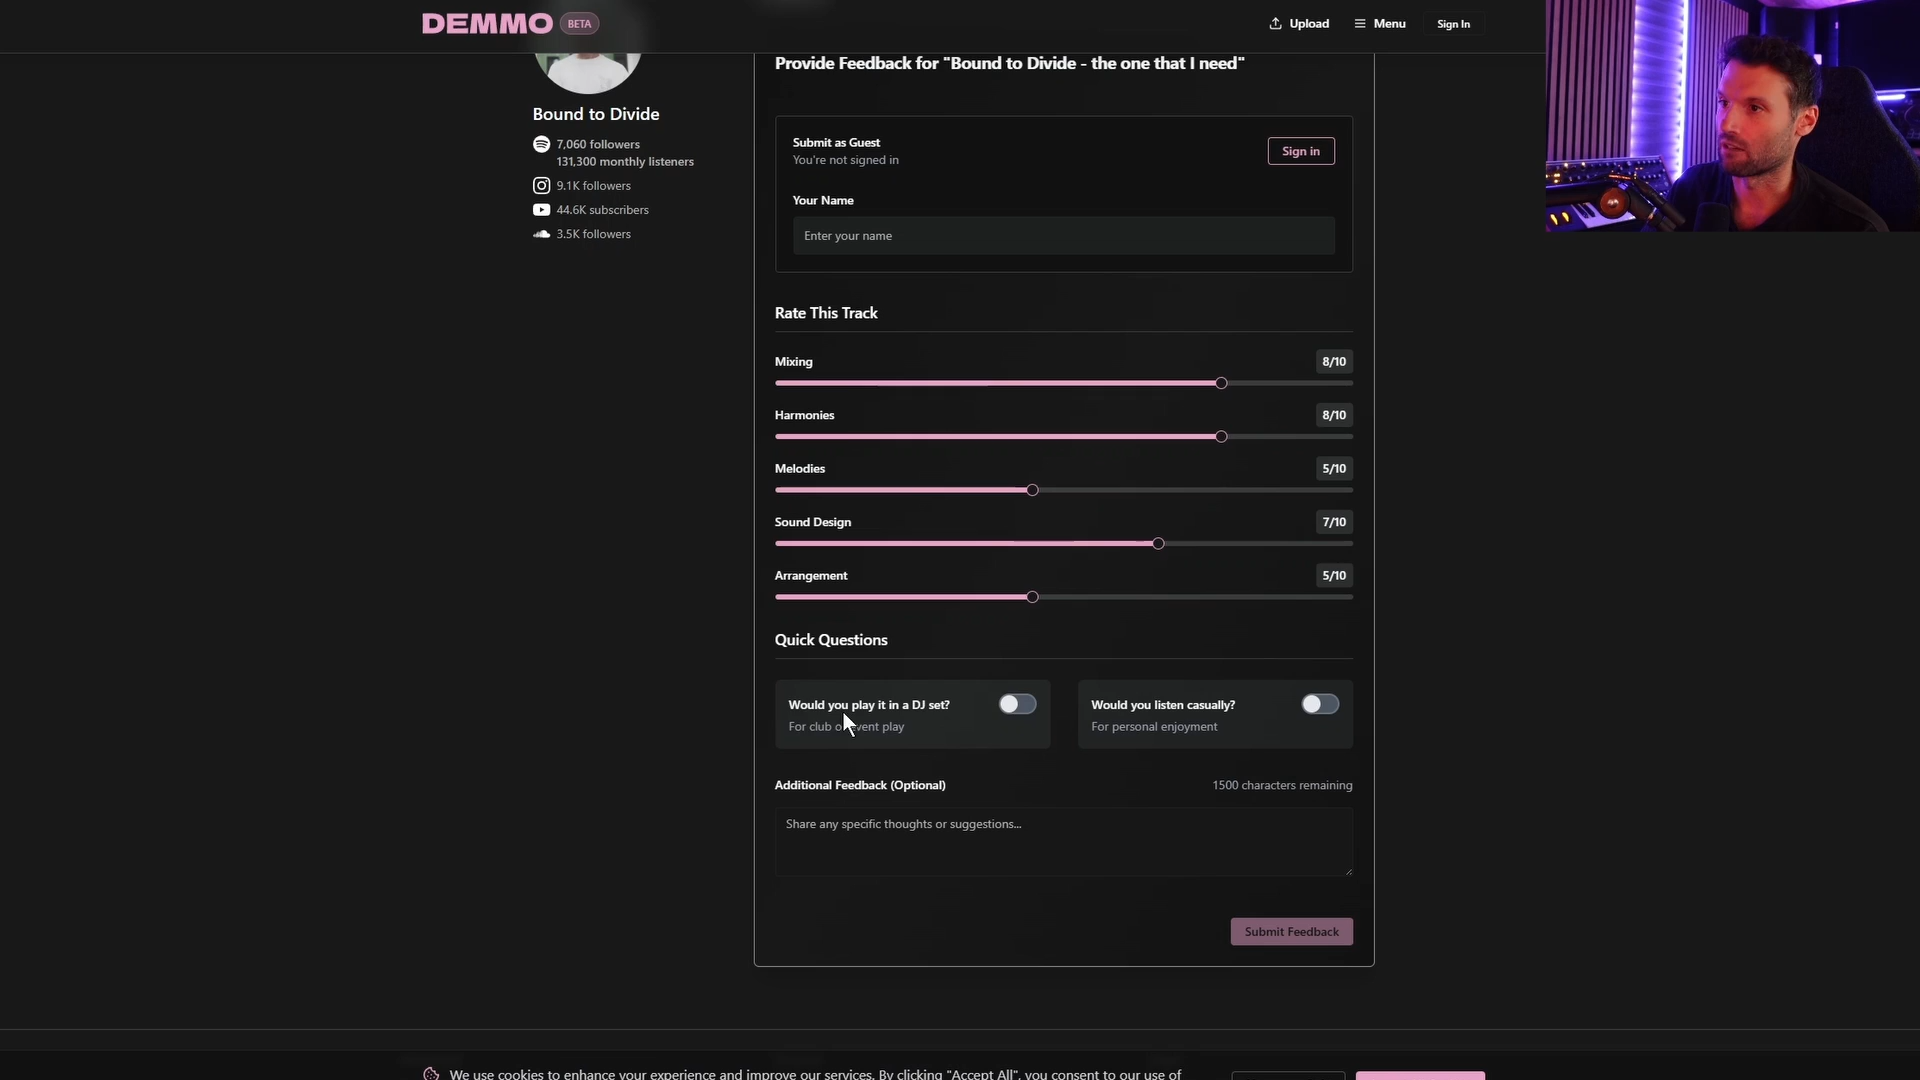 DEMMO BETA
Upload
Menu
Sign In
Provide Feedback for "Bound to Divide - the one that I need"
Bound to Divide
7,060 followers
131,300 monthly listeners
9.1K followers
44.6K subscribers
3.5K followers
Submit as Guest
You're not signed in
Sign in
Your Name
Enter your name
Rate This Track
Mixing 8/10
Harmonies 8/10
Melodies 5/10
Sound Design 7/10
Arrangement 5/10
Quick Questions
Would you play it in a DJ set?
For club or event play
Would you listen casually?
For personal enjoyment
Additional Feedback (Optional)
1500 characters remaining
Share any specific thoughts or suggestions...
Submit Feedback
We use cookies to enhance your experience and improve our services. By clicking "Accept All", you consent to our use of